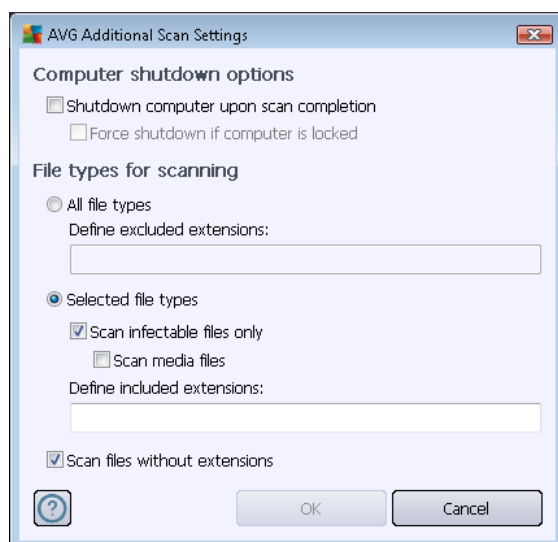 AVG Additional Scan Settings
Computer shutdown options
Shutdown computer upon scan completion
Force shutdown if computer is locked
File types for scanning
All file types
Define excluded extensions:
Selected file types
Scan infectable files only
Scan media files
Define included extensions:
Scan files without extensions
? OK Cancel